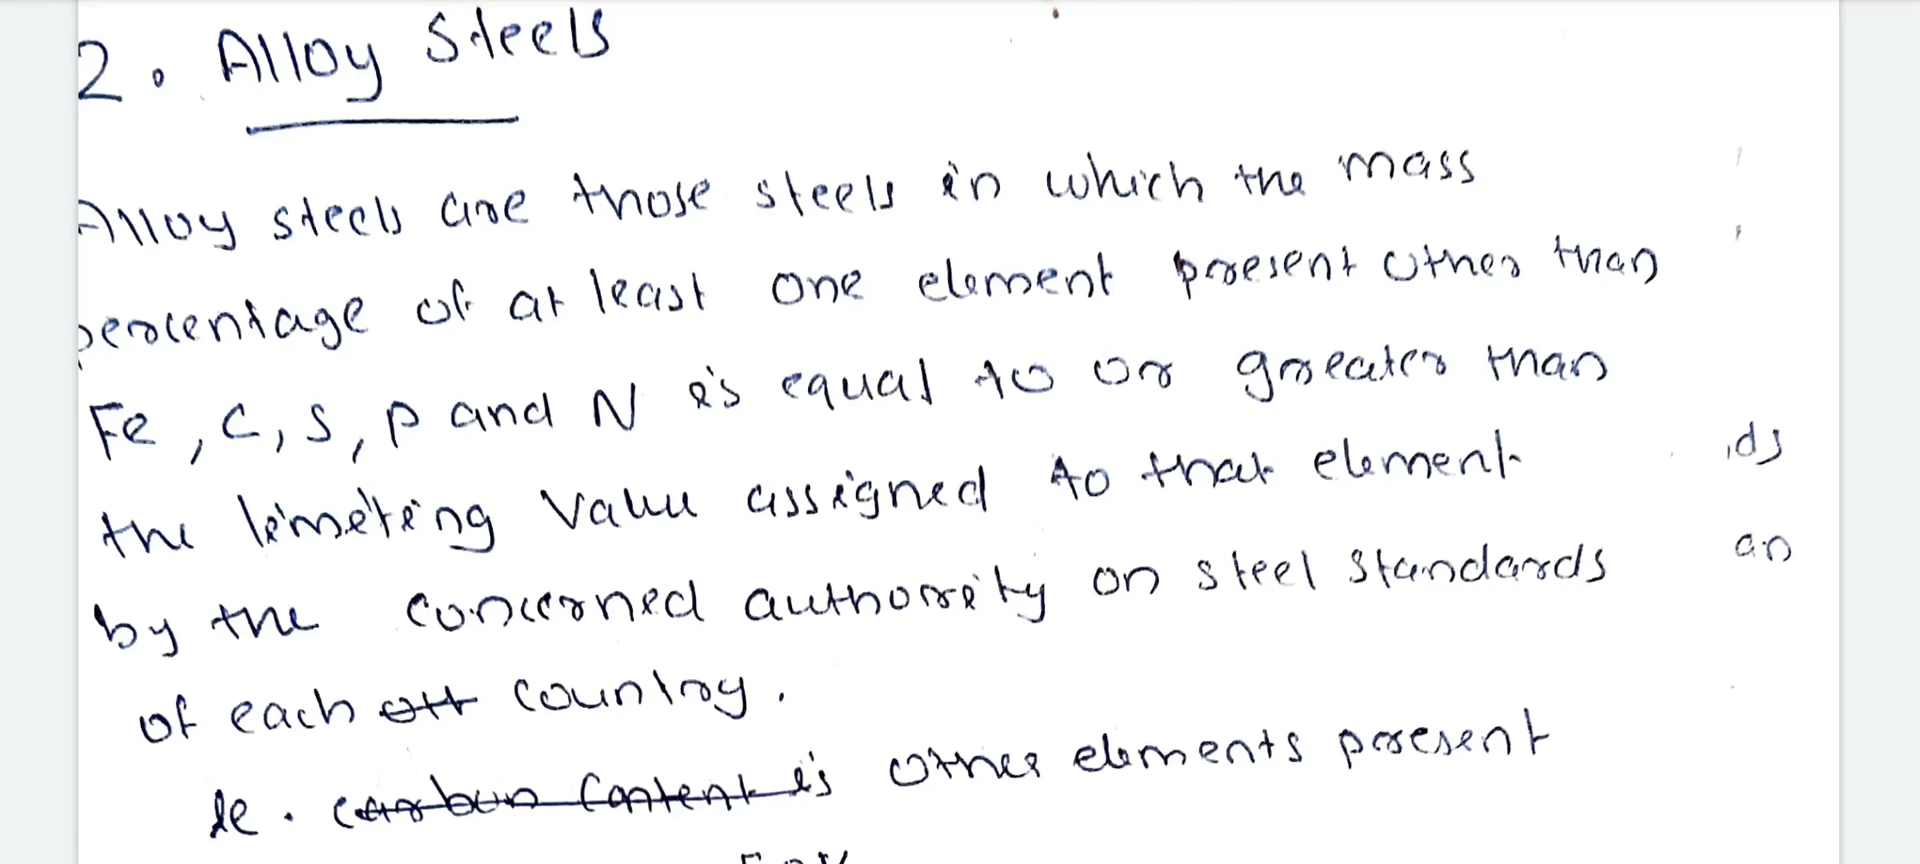 2. Alloy Steels
Alloy steels are those steels in which the mass
percentage of at least one element present other than
Fe, C, S, P and N is equal to or greater than
the limiting value assigned to that element
by the concerned authority on steel standards
of each country.
ie. carbon content is other elements present